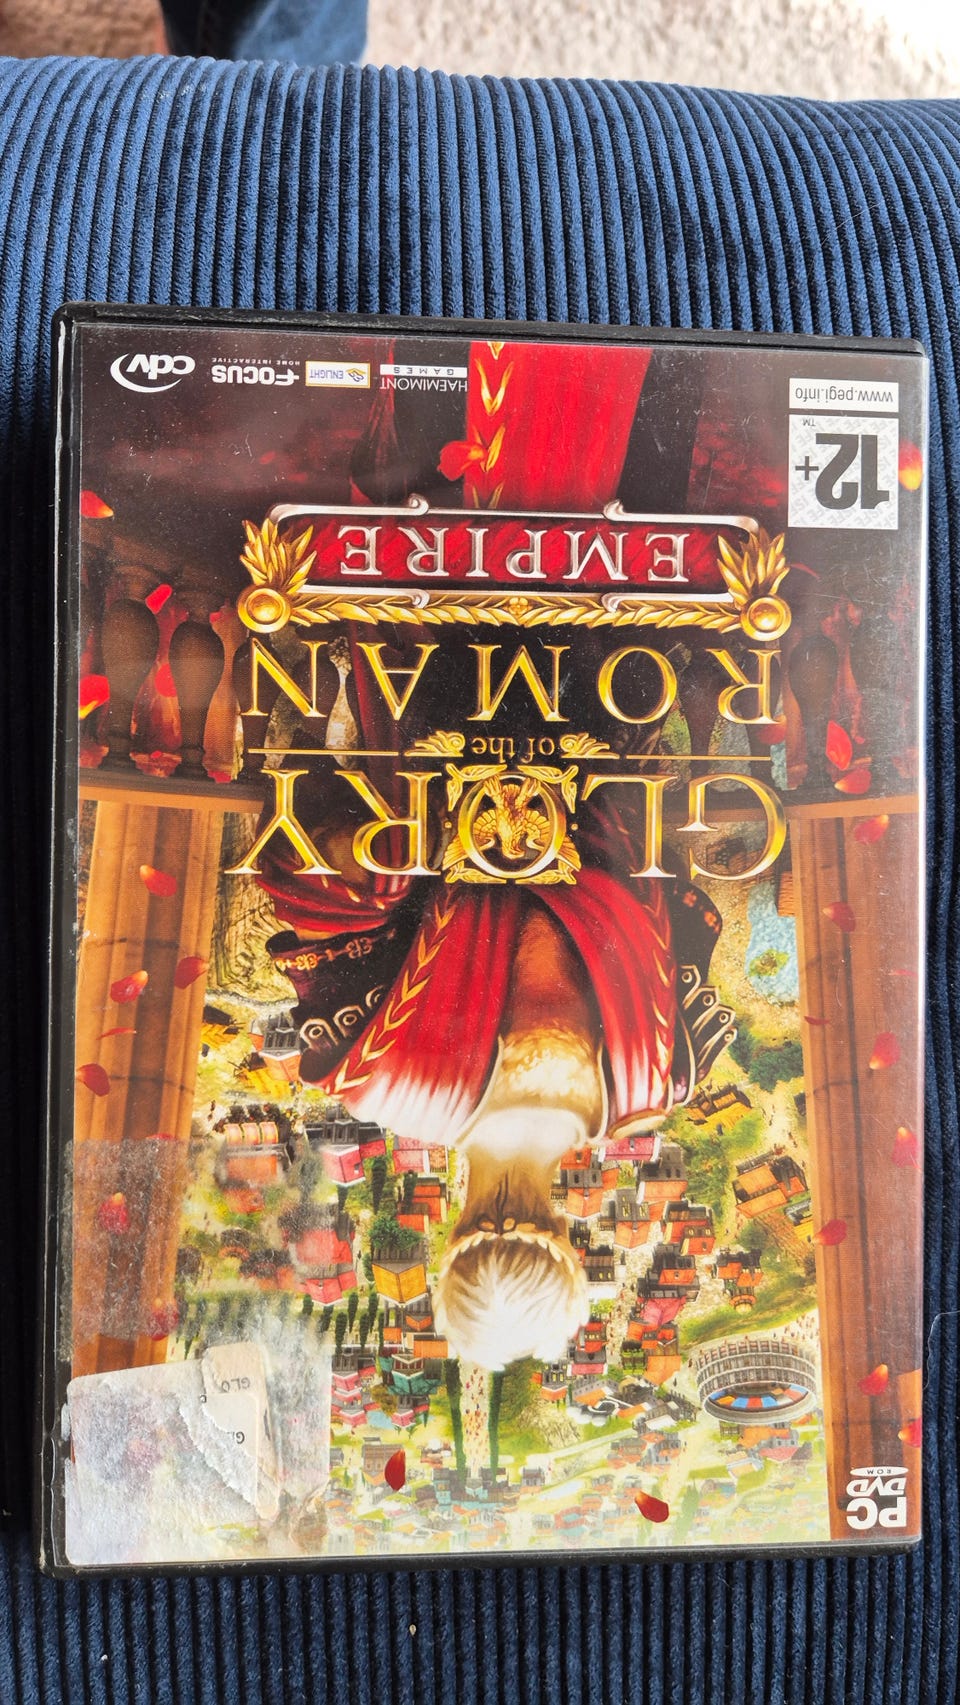 PC
DVD
ROM
GLORY
of the
ROMAN
EMPIRE
12+
TM
www.pegi.info
HAEMIMONT
GAMES
ENLIGHT
FOCUS
HOME INTERACTIVE
cdv